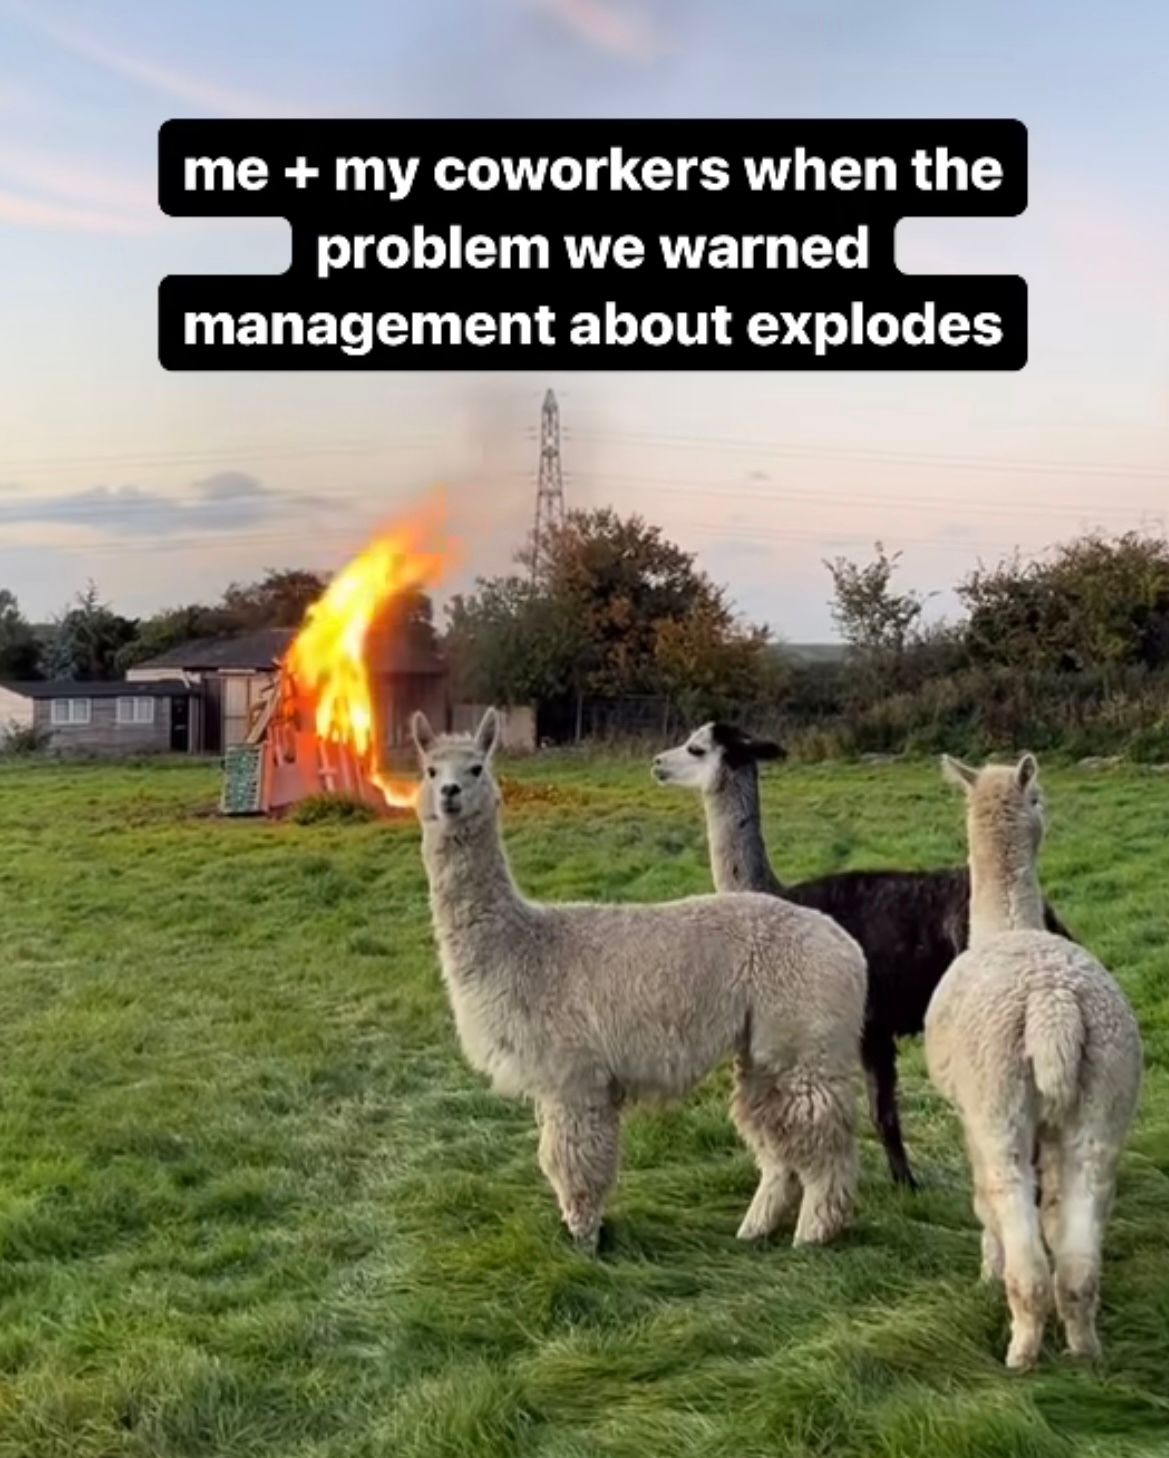 me + my coworkers when the
problem we warned
management about explodes